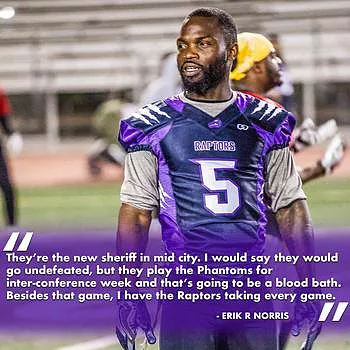 RAPTORS
5
"
They're the new sheriff in mid city. I would say they would
go undefeated, but they play the Phantoms for
inter-conference week and that's going to be a blood bath.
Besides that game, I have the Raptors taking every game.
- ERIK R NORRIS "